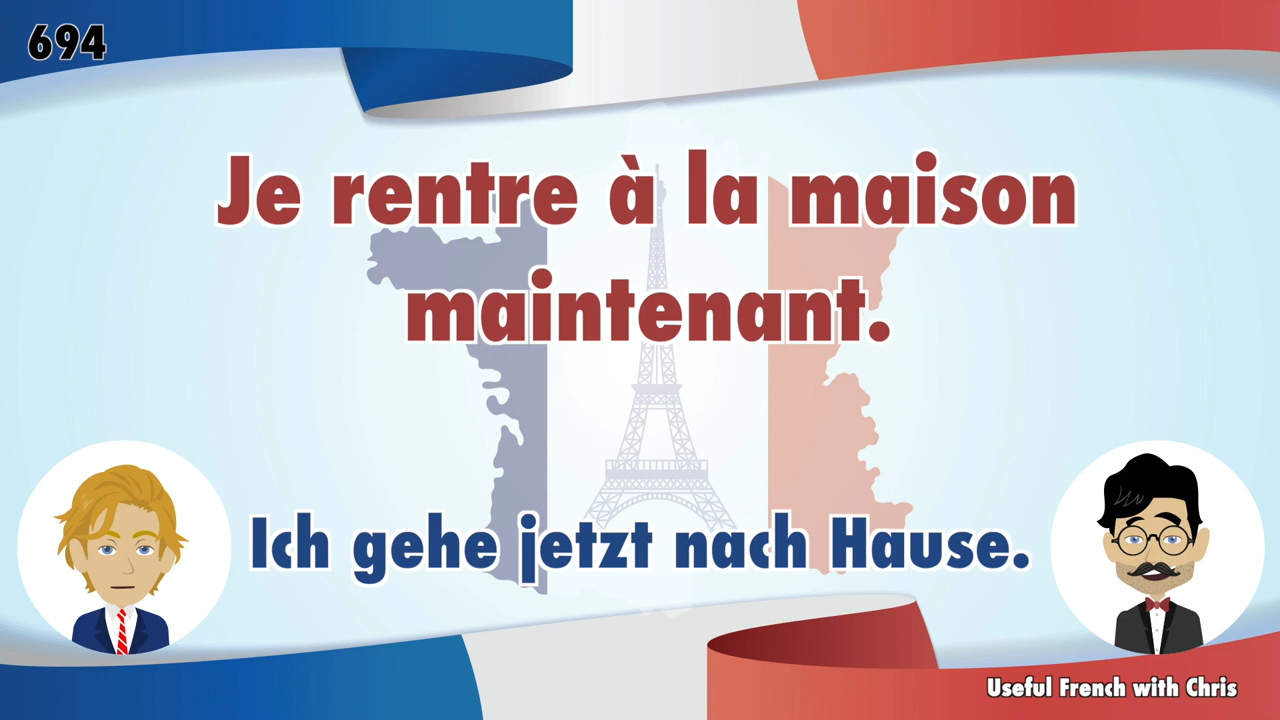 694
Je rentre à la maison
maintenant.
Ich gehe jetzt nach Hause.
Useful French with Chris